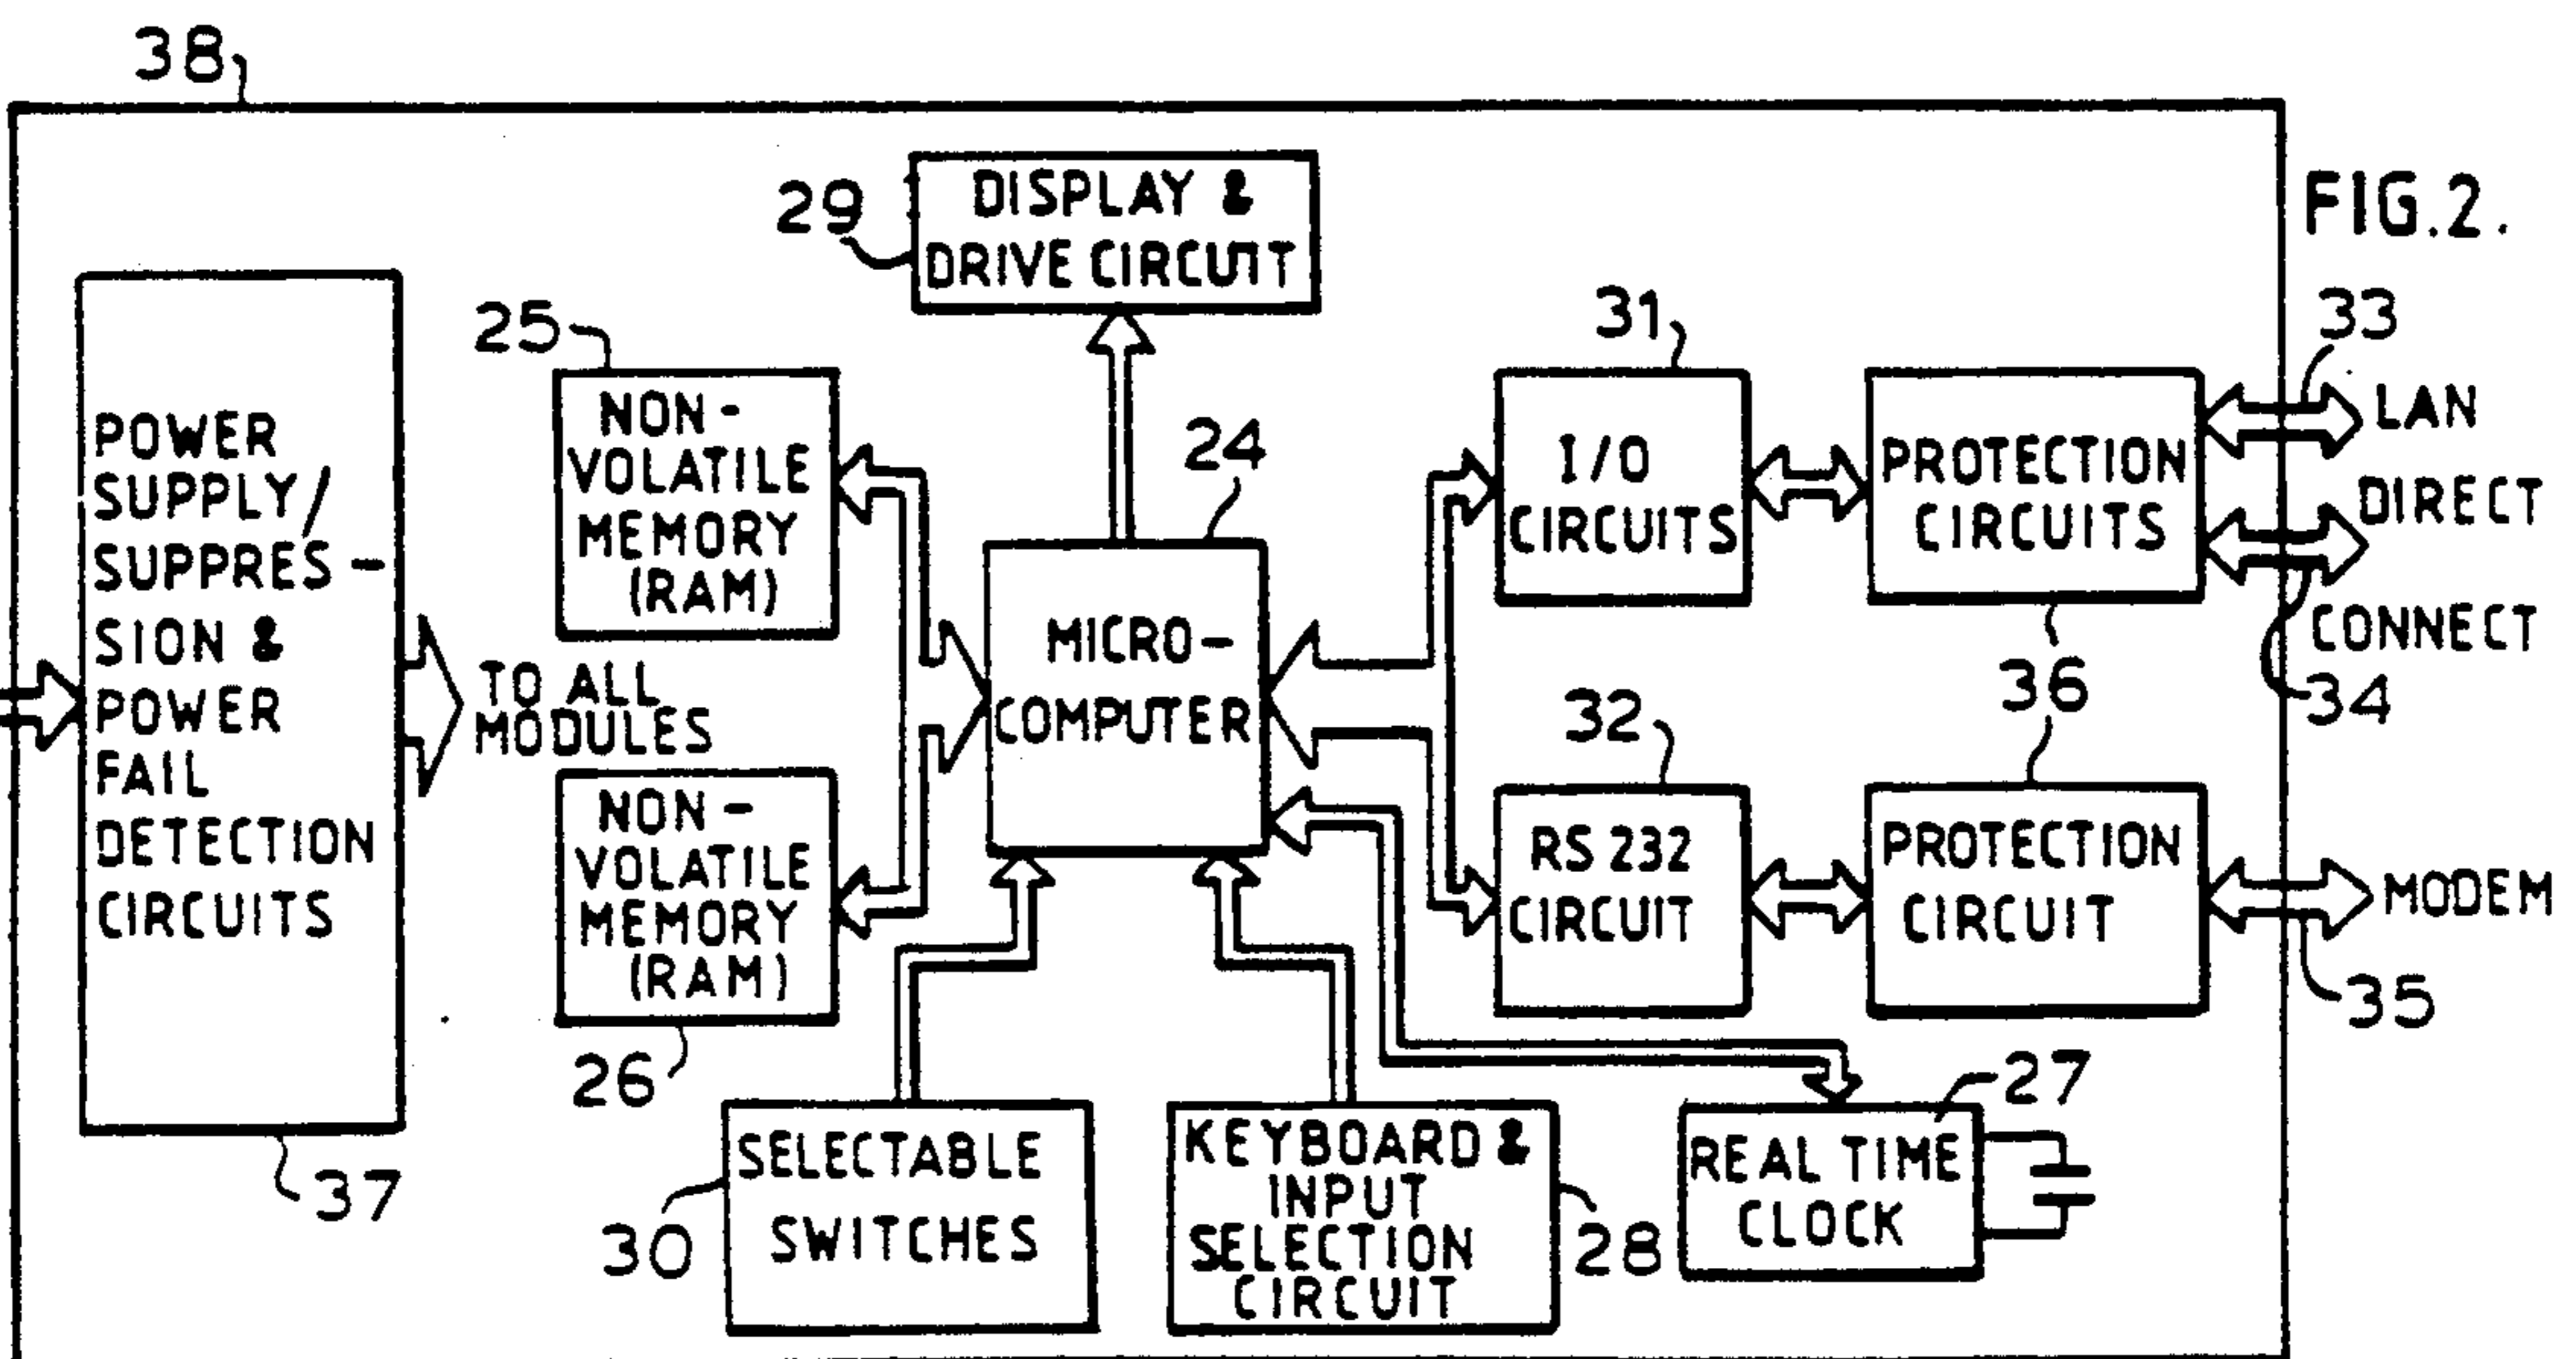 38
FIG.2.
29
DISPLAY &
DRIVE CIRCUIT
POWER
SUPPLY/
SUPPRES-
SION &
POWER
FAIL
DETECTION
CIRCUITS
37
TO ALL
MODULES
25
NON-
VOLATILE
MEMORY
(RAM)
NON-
VOLATILE
MEMORY
(RAM)
26
24
MICRO-
COMPUTER
31
I/O
CIRCUITS
PROTECTION
CIRCUITS
36
33
LAN
DIRECT
CONNECT
34
32
RS 232
CIRCUIT
PROTECTION
CIRCUIT
MODEM
35
30
SELECTABLE
SWITCHES
KEYBOARD &
INPUT
SELECTION
CIRCUIT
28
27
REAL TIME
CLOCK